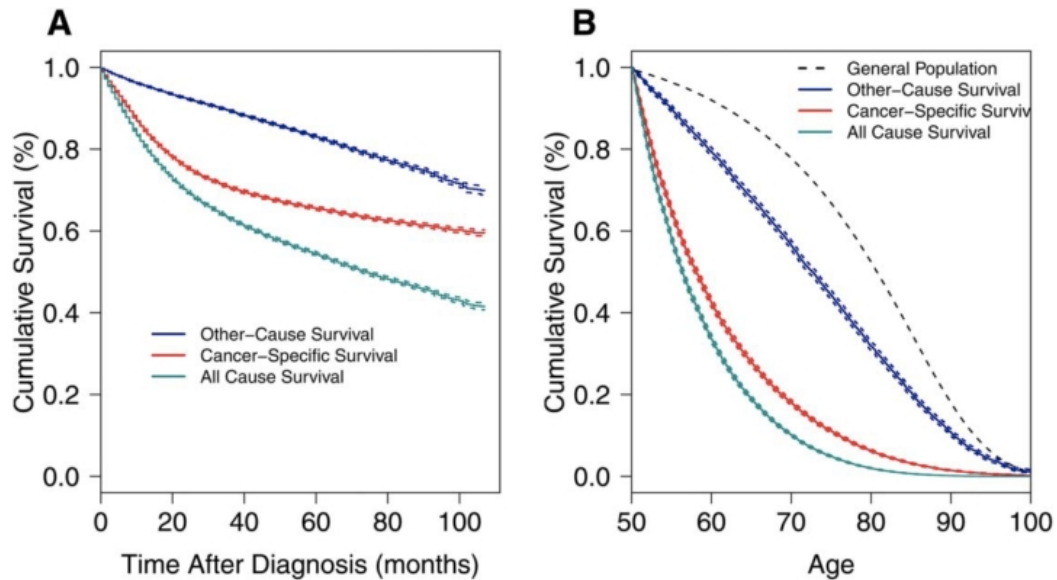 A
Cumulative Survival (%)
1.0
0.8
0.6
0.4
0.2
0.0
Other-Cause Survival
Cancer-Specific Survival
All Cause Survival
0 20 40 60 80 100
Time After Diagnosis (months)
B
Cumulative Survival (%)
1.0
0.8
0.6
0.4
0.2
0.0
General Population
Other-Cause Survival
Cancer-Specific Surviv
All Cause Survival
50 60 70 80 90 100
Age